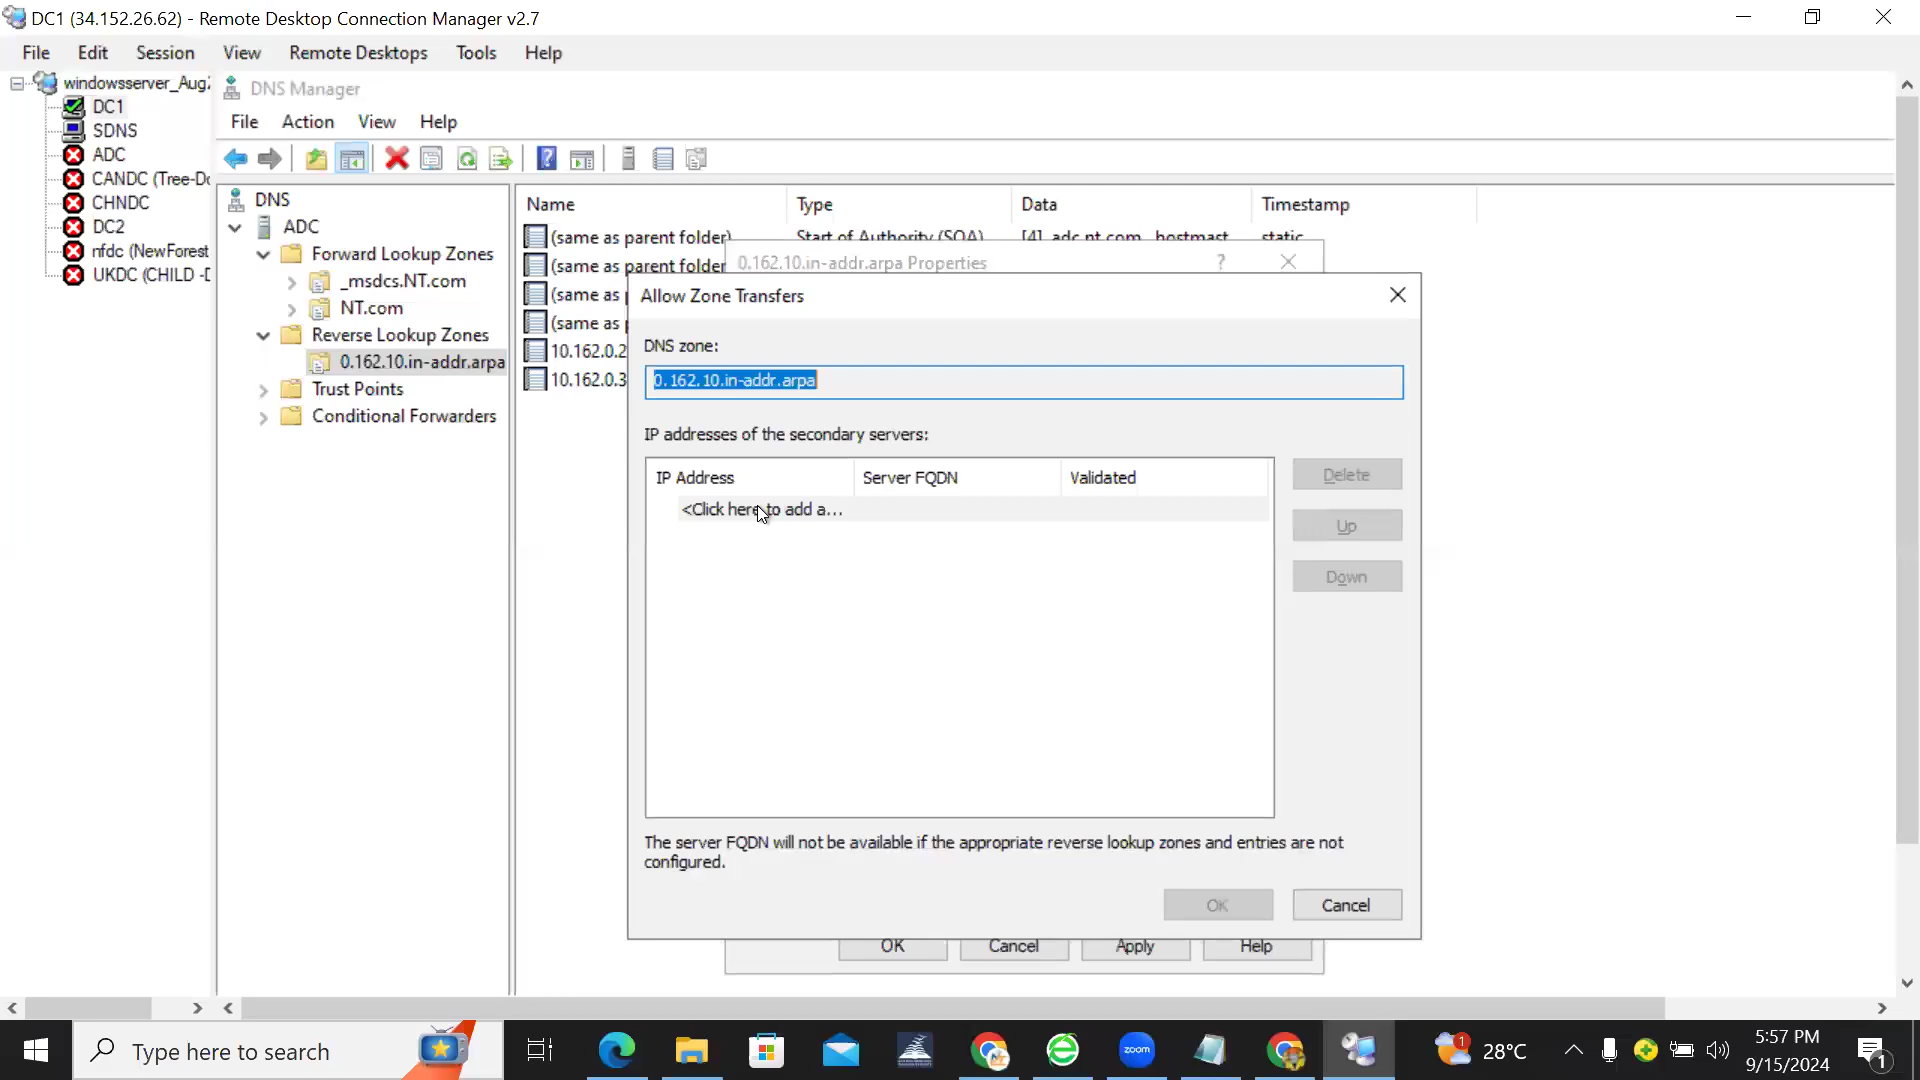 DC1 (34.152.26.62) - Remote Desktop Connection Manager v2.7
File Edit Session View Remote Desktops Tools Help
windowsserver_Aug
DC1
SDNS
ADC
CANDC (Tree-Do
CHNDC
DC2
nfdc (NewForest
UKDC (CHILD -D
DNS Manager
File Action View Help
DNS
ADC
Forward Lookup Zones
_msdcs.NT.com
NT.com
Reverse Lookup Zones
0.162.10.in-addr.arpa
Trust Points
Conditional Forwarders
Name Type Data Timestamp
(same as parent folder) Start of Authority (SOA) [4], adc.nt.com., hostmast... static
(same as parent folder
(same as p
(same as p
10.162.0.2
10.162.0.3
0.162.10.in-addr.arpa Properties ?
Allow Zone Transfers
DNS zone:
0.162.10.in-addr.arpa
IP addresses of the secondary servers:
IP Address Server FQDN Validated
<Click here to add a...
Delete
Up
Down
The server FQDN will not be available if the appropriate reverse lookup zones and entries are not
configured.
OK Cancel
OK Cancel Apply Help
Type here to search
zoom
1
28°C
5:57 PM
9/15/2024
1